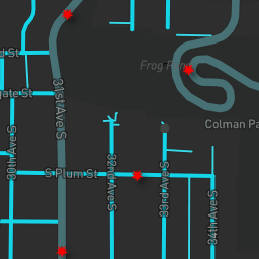 d St
Frog Pond
gate St
31st Ave S
Colman Pa
30th Ave S
S Plum St
32nd Ave S
33rd Ave S
34th Ave S